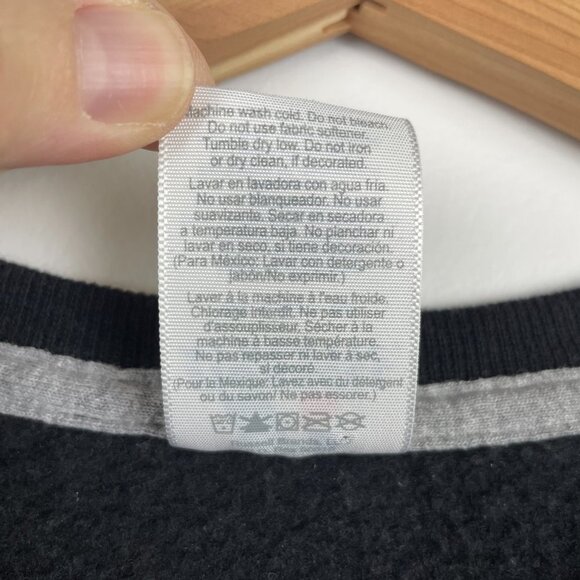 Machine wash cold. Do not bleach.
Do not use fabric softener.
Tumble dry low. Do not iron
or dry clean, if decorated.
Lavar en lavadora con agua fría.
No usar blanqueador. No usar
suavizante. Secar en secadora
a temperatura baja. No planchar ni
lavar en seco, si tiene decoración.
(Para México: Lavar con detergente o
jabón/No exprimir.)
Laver à la machine à l'eau froide.
Chlorage interdit. Ne pas utiliser
d'assouplisseur. Sécher à la
machine à basse température.
Ne pas repasser ni laver à sec,
si décoré.
(Pour le Mexique: Lavez avec du détergent
ou du savon/ Ne pas essorer.)